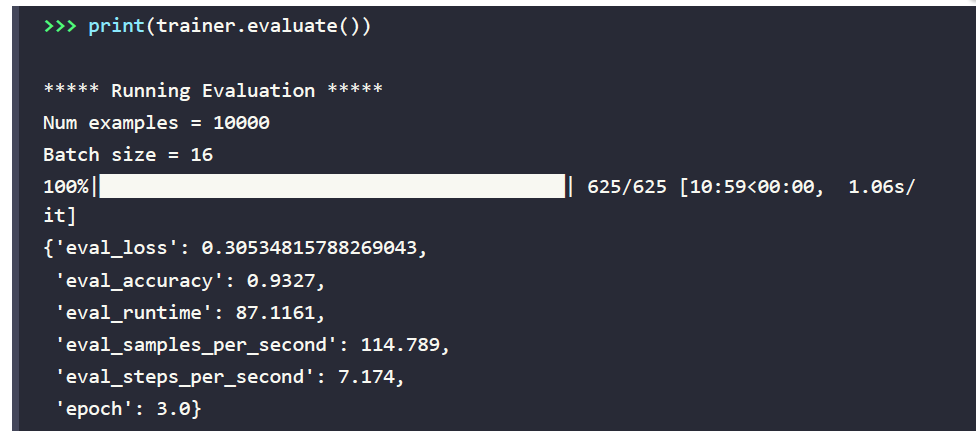 >>> print(trainer.evaluate())
***** Running Evaluation *****
Num examples = 10000
Batch size = 16
100%|██████████████████████████████| 625/625 [10:59<00:00,  1.06s/
it]
{'eval_loss': 0.30534815788269043,
 'eval_accuracy': 0.9327,
 'eval_runtime': 87.1161,
 'eval_samples_per_second': 114.789,
 'eval_steps_per_second': 7.174,
 'epoch': 3.0}